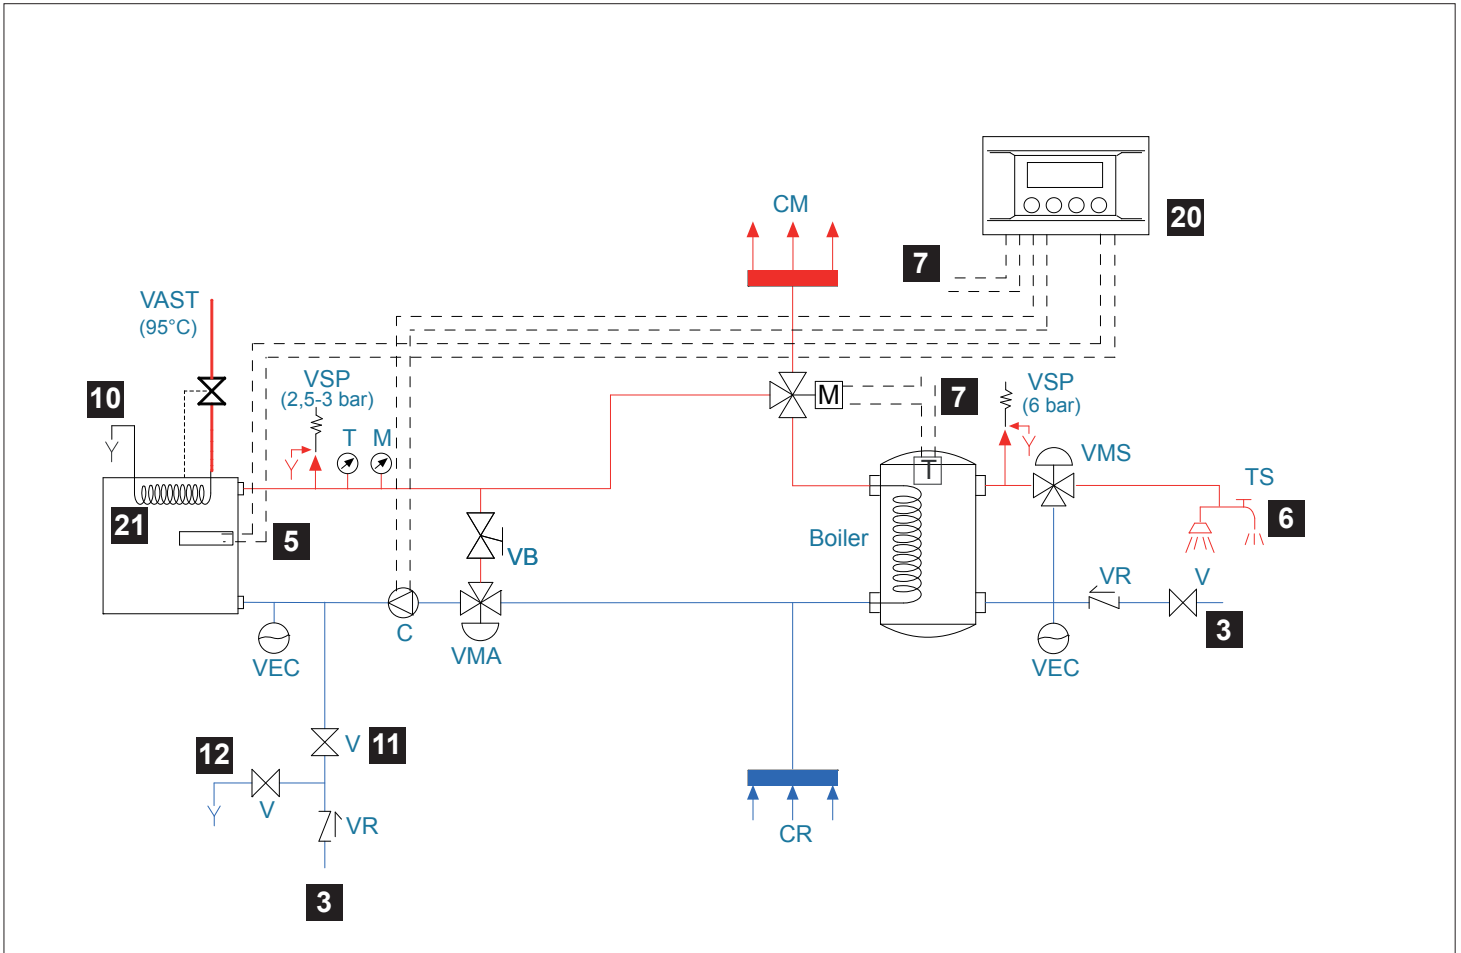 20
CM
7
VAST
(95°C)
10
VSP
(2,5-3 bar)
T
M
M
7
VSP
(6 bar)
VMS
T
TS
6
21
5
VB
Boiler
VR
V
3
C
VEC
VMA
VEC
V
11
12
V
VR
CR
3